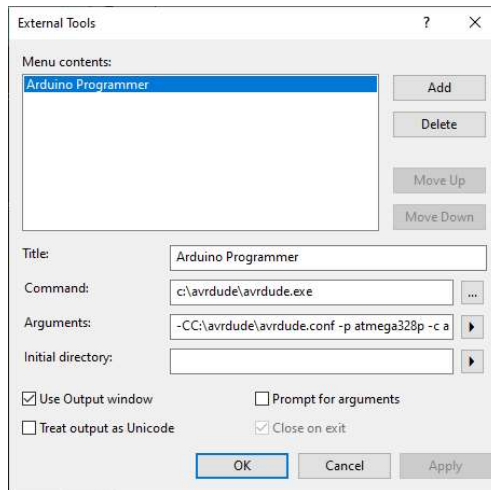 External Tools ? ×
Menu contents:
Arduino Programmer
Add
Delete
Move Up
Move Down
Title: Arduino Programmer
Command: c:\avrdude\avrdude.exe ...
Arguments: -CC:\avrdude\avrdude.conf -p atmega328p -c a
Initial directory:
Use Output window Prompt for arguments
Treat output as Unicode Close on exit
OK Cancel Apply